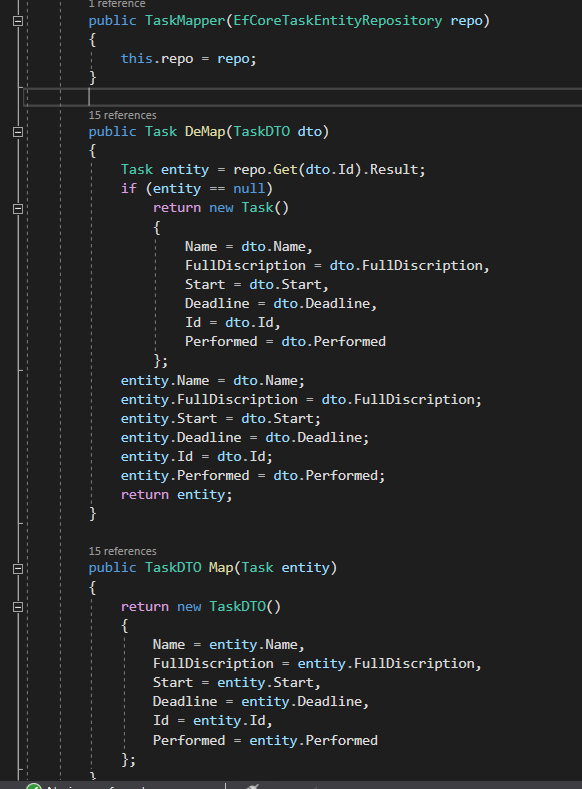 1 reference
public TaskMapper(EfCoreTaskEntityRepository repo)
{
this.repo = repo;
}
15 references
public Task DeMap(TaskDTO dto)
{
Task entity = repo.Get(dto.Id).Result;
if (entity == null)
return new Task()
{
Name = dto.Name,
FullDiscription = dto.FullDiscription,
Start = dto.Start,
Deadline = dto.Deadline,
Id = dto.Id,
Performed = dto.Performed
};
entity.Name = dto.Name;
entity.FullDiscription = dto.FullDiscription;
entity.Start = dto.Start;
entity.Deadline = dto.Deadline;
entity.Id = dto.Id;
entity.Performed = dto.Performed;
return entity;
}
15 references
public TaskDTO Map(Task entity)
{
return new TaskDTO()
{
Name = entity.Name,
FullDiscription = entity.FullDiscription,
Start = entity.Start,
Deadline = entity.Deadline,
Id = entity.Id,
Performed = entity.Performed
};
}